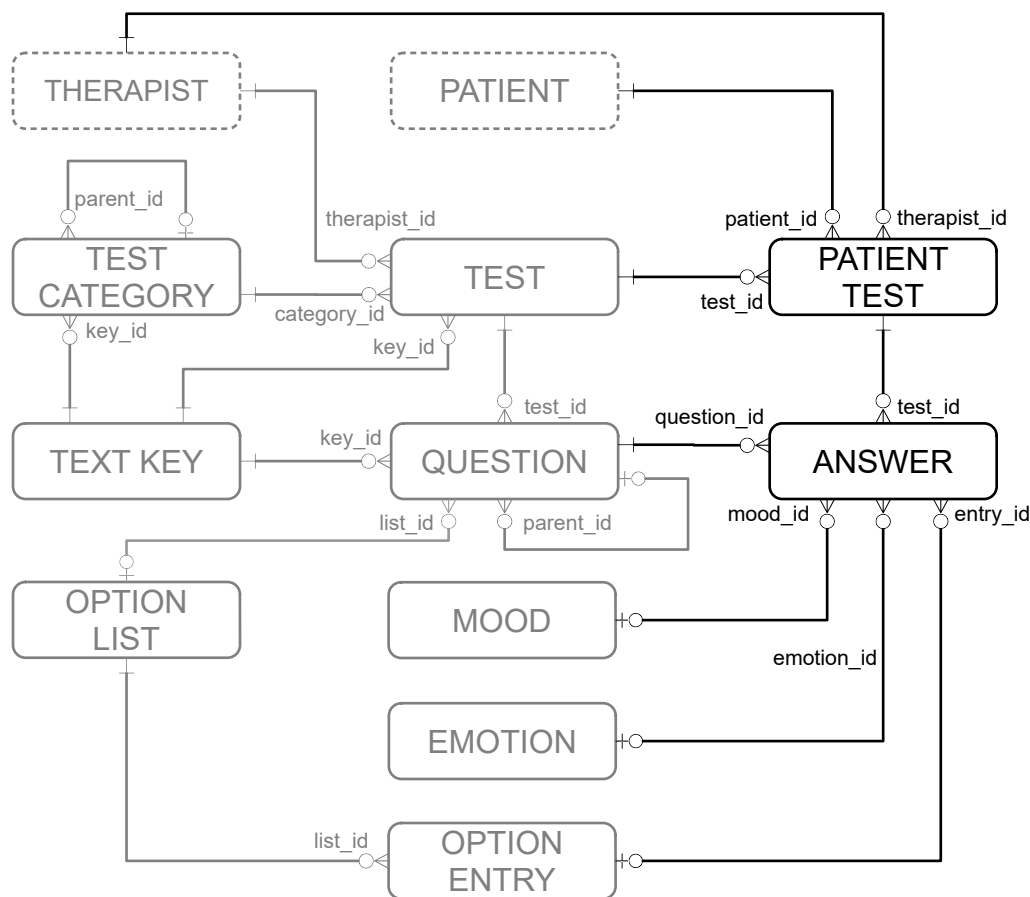 THERAPIST
PATIENT
parent_id
therapist_id
patient_id
therapist_id
TEST
CATEGORY
TEST
PATIENT
TEST
category_id
test_id
key_id
key_id
test_id
question_id
test_id
TEXT KEY
key_id
QUESTION
ANSWER
list_id
parent_id
mood_id
entry_id
OPTION
LIST
MOOD
emotion_id
EMOTION
list_id
OPTION
ENTRY